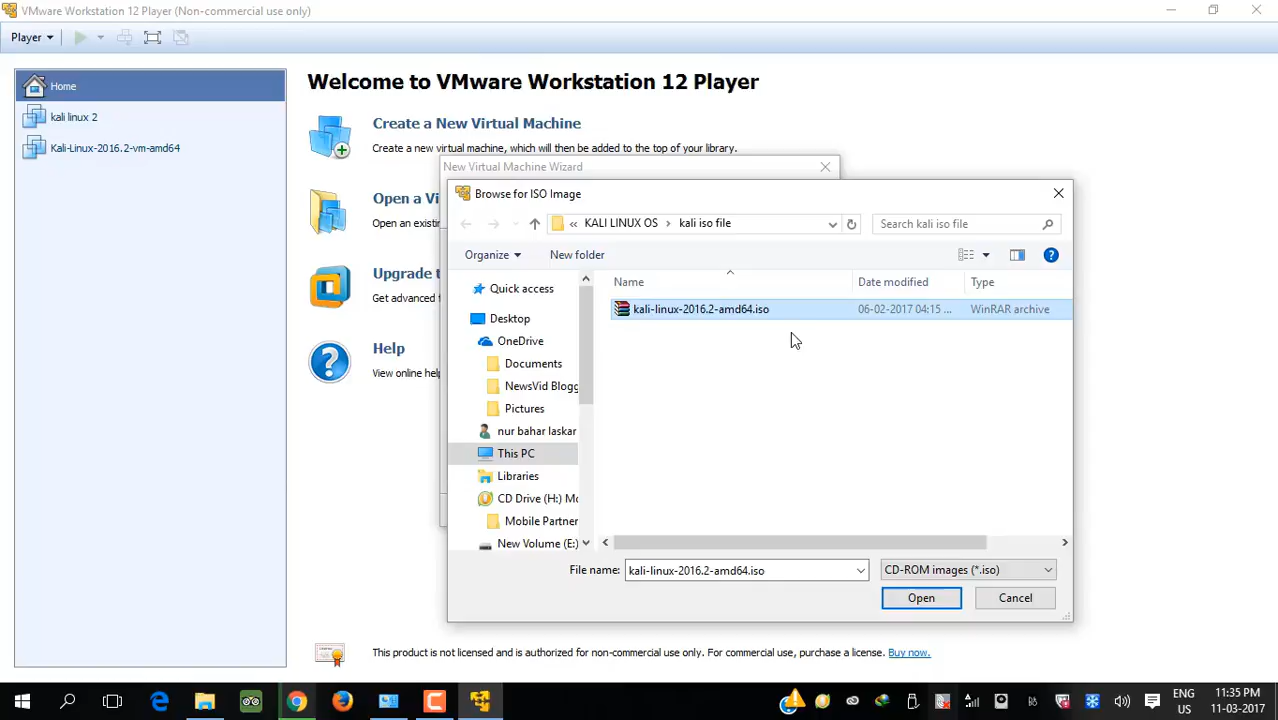 VMware Workstation 12 Player (Non-commercial use only)
Player
Home
kali linux 2
Kali-Linux-2016.2-vm-amd64
Welcome to VMware Workstation 12 Player
Create a New Virtual Machine
Create a new virtual machine, which will then be added to the top of your library.
Open a Vi
Open an existin
Upgrade t
Get advanced f
Help
View online help
New Virtual Machine Wizard
Browse for ISO Image
« KALI LINUX OS › kali iso file
Search kali iso file
Organize
New folder
Quick access
Desktop
OneDrive
Documents
NewsVid Blogg
Pictures
nur bahar laskar
This PC
Libraries
CD Drive (H:) Mo
Mobile Partner
New Volume (E:)
Name
Date modified
Type
kali-linux-2016.2-amd64.iso
06-02-2017 04:15 ...
WinRAR archive
File name:
kali-linux-2016.2-amd64.iso
CD-ROM images (*.iso)
Open
Cancel
This product is not licensed and is authorized for non-commercial use only. For commercial use, purchase a license. Buy now.
ENG
US
11:35 PM
11-03-2017